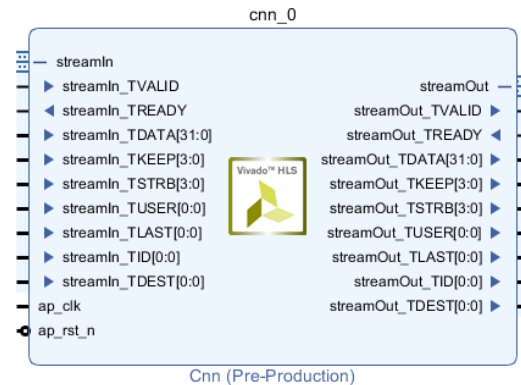 cnn_0
streamIn
streamIn_TVALID
streamIn_TREADY
streamIn_TDATA[31:0]
streamIn_TKEEP[3:0]
streamIn_TSTRB[3:0]
streamIn_TUSER[0:0]
streamIn_TLAST[0:0]
streamIn_TID[0:0]
streamIn_TDEST[0:0]
ap_clk
ap_rst_n
Vivado™ HLS
streamOut
streamOut_TVALID
streamOut_TREADY
streamOut_TDATA[31:0]
streamOut_TKEEP[3:0]
streamOut_TSTRB[3:0]
streamOut_TUSER[0:0]
streamOut_TLAST[0:0]
streamOut_TID[0:0]
streamOut_TDEST[0:0]
Cnn (Pre-Production)